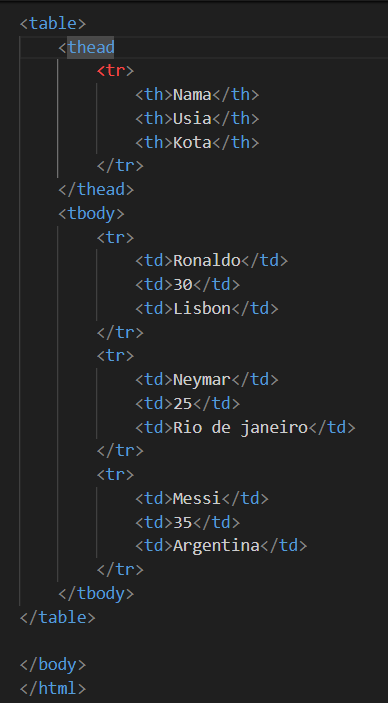 <table>
<thead
<tr>
<th>Nama</th>
<th>Usia</th>
<th>Kota</th>
</tr>
</thead>
<tbody>
<tr>
<td>Ronaldo</td>
<td>30</td>
<td>Lisbon</td>
</tr>
<tr>
<td>Neymar</td>
<td>25</td>
<td>Rio de janeiro</td>
</tr>
<tr>
<td>Messi</td>
<td>35</td>
<td>Argentina</td>
</tr>
</tbody>
</table>
</body>
</html>